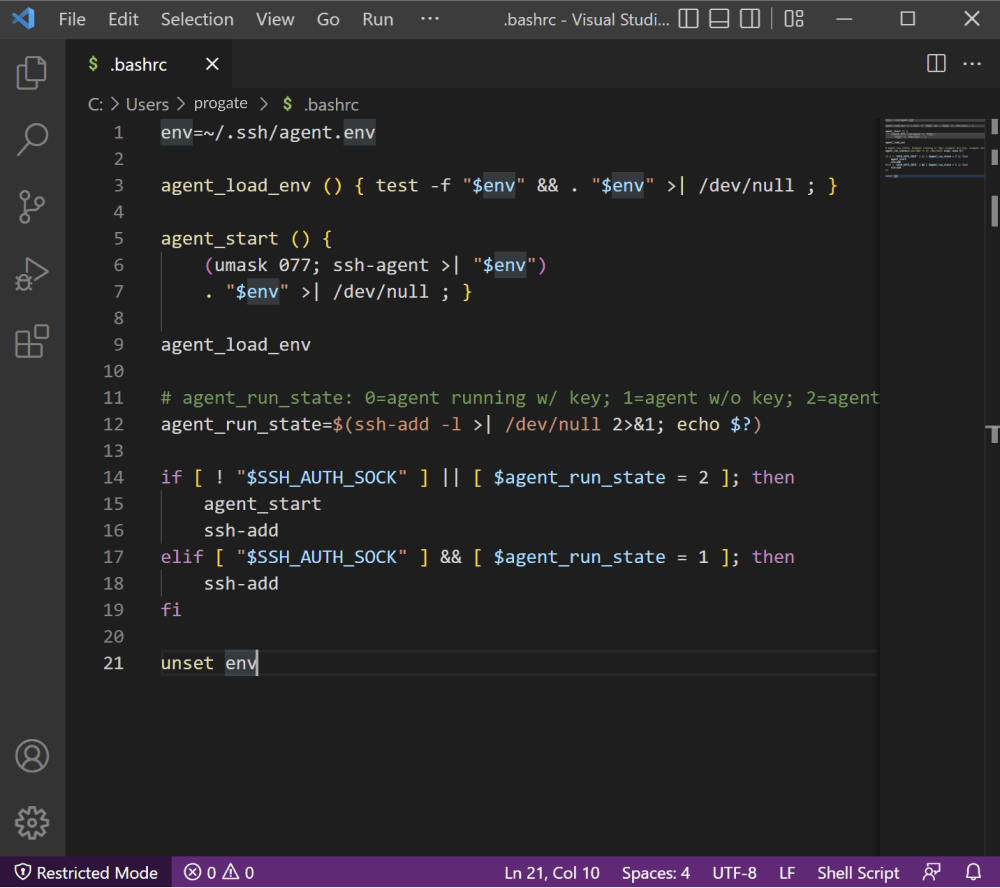 File Edit Selection View Go Run ··· .bashrc - Visual Studi...
$ .bashrc
C: > Users > progate > $ .bashrc
1 env=~/.ssh/agent.env
2
3 agent_load_env () { test -f "$env" && . "$env" >| /dev/null ; }
4
5 agent_start () {
6 (umask 077; ssh-agent >| "$env")
7 . "$env" >| /dev/null ; }
8
9 agent_load_env
10
11 # agent_run_state: 0=agent running w/ key; 1=agent w/o key; 2=agent
12 agent_run_state=$(ssh-add -l >| /dev/null 2>&1; echo $?)
13
14 if [ ! "$SSH_AUTH_SOCK" ] || [ $agent_run_state = 2 ]; then
15 agent_start
16 ssh-add
17 elif [ "$SSH_AUTH_SOCK" ] && [ $agent_run_state = 1 ]; then
18 ssh-add
19 fi
20
21 unset env
Restricted Mode 0 0 Ln 21, Col 10 Spaces: 4 UTF-8 LF Shell Script